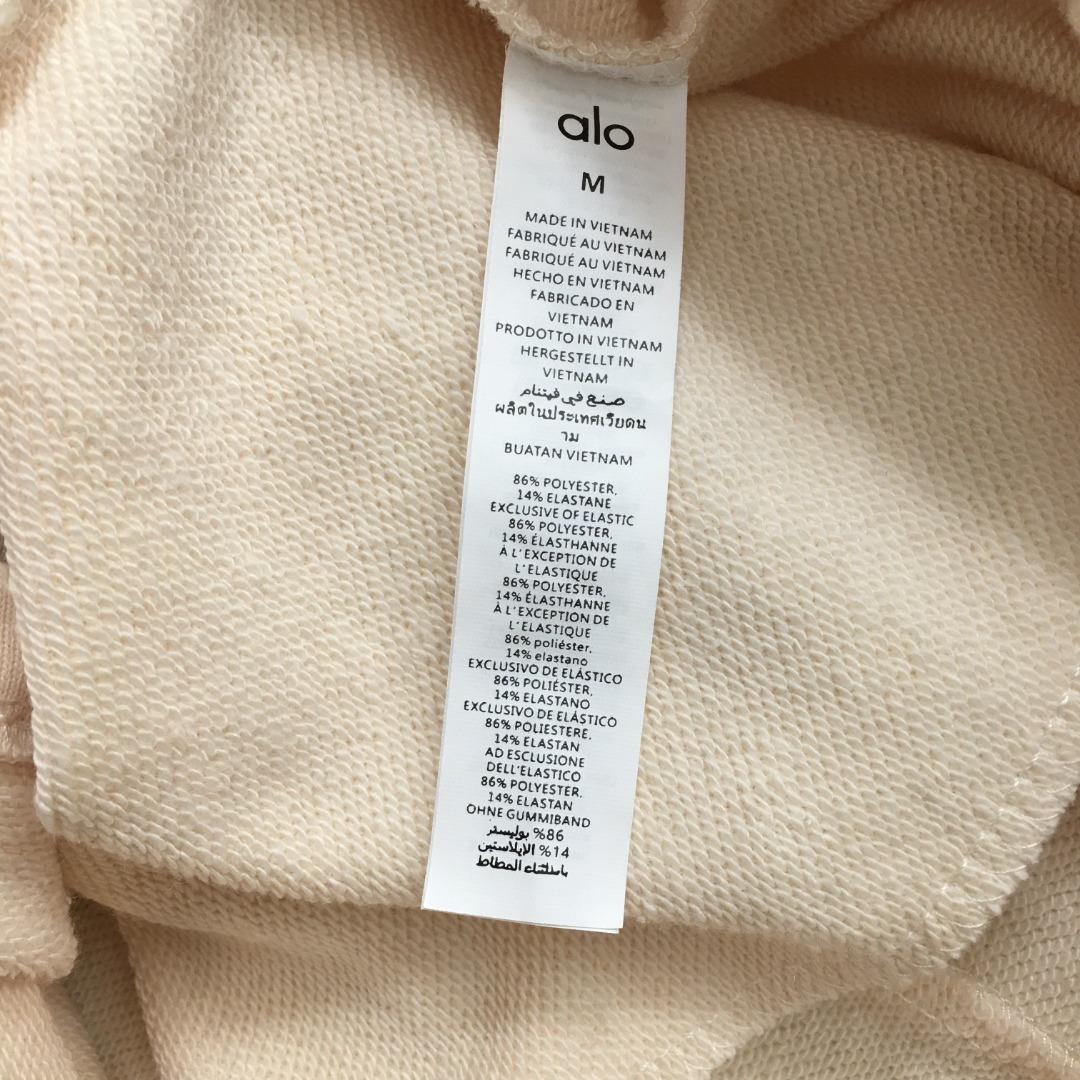 alo
M
MADE IN VIETNAM
FABRIQUÉ AU VIETNAM
FABRIQUÉ AU VIETNAM
HECHO EN VIETNAM
FABRICADO EN
VIETNAM
PRODOTTO IN VIETNAM
HERGESTELLT IN
VIETNAM
صنع في فيتنام
ผลิตในประเทศเวียดน
าม
BUATAN VIETNAM
86% POLYESTER,
14% ELASTANE
EXCLUSIVE OF ELASTIC
86% POLYESTER,
14% ÉLASTHANNE
À L'EXCEPTION DE
L'ELASTIQUE
86% POLYESTER,
14% ÉLASTHANNE
À L'EXCEPTION DE
L'ELASTIQUE
86% poliéster,
14% elastano
EXCLUSIVO DE ELÁSTICO
86% POLIÉSTER,
14% ELASTANO
EXCLUSIVO DE ELÁSTICO
86% POLIESTERE,
14% ELASTAN
AD ESCLUSIONE
DELL'ELASTICO
86% POLYESTER,
14% ELASTAN
OHNE GUMMIBAND
%86 بوليستر
%14 الإيلاستين
باستثناء المطاط